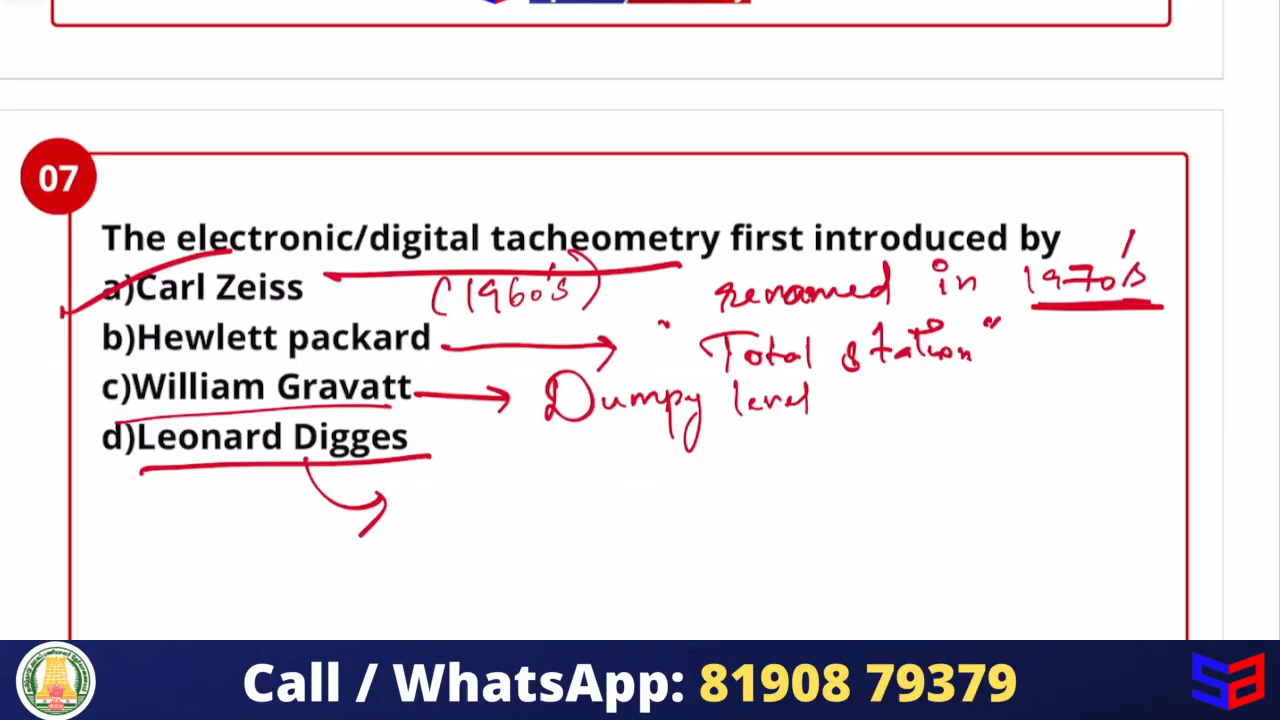 07
The electronic/digital tacheometry first introduced by
a)Carl Zeiss
(1960's)
renamed in 1970's
b)Hewlett packard
"Total station"
c)William Gravatt
Dumpy level
d)Leonard Digges
Call / WhatsApp: 81908 79379